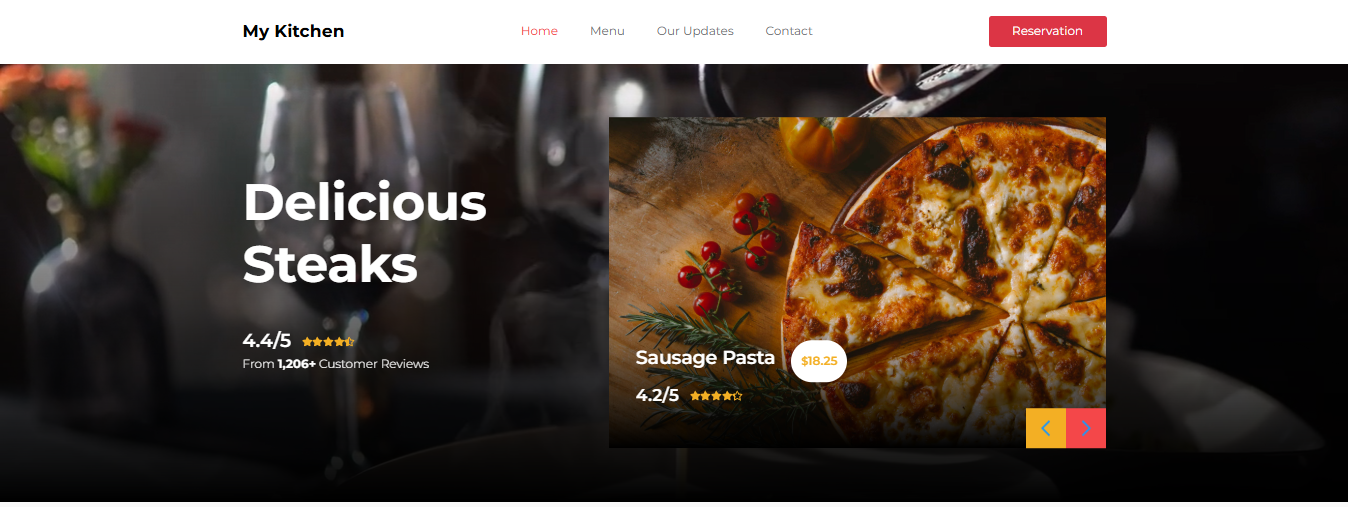 My Kitchen
Home
Menu
Our Updates
Contact
Reservation
Delicious
Steaks
4.4/5
From 1,206+ Customer Reviews
Sausage Pasta
$18.25
4.2/5